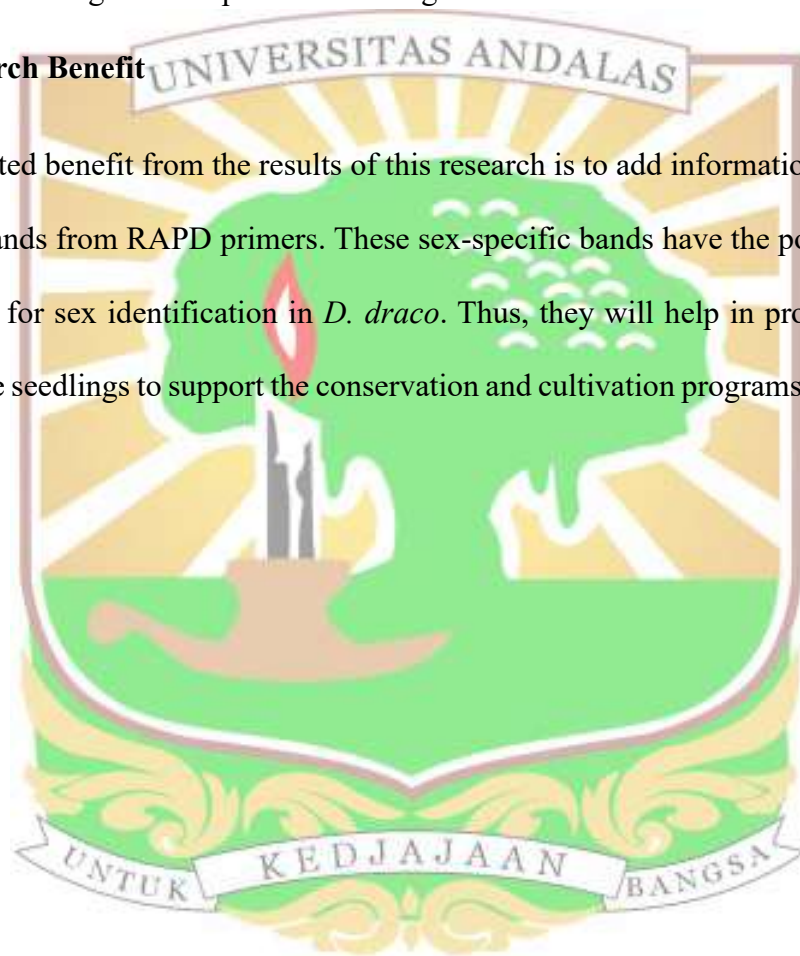 rch Benefit
UNIVERSITAS ANDALAS
ted benefit from the results of this research is to add informatio
nds from RAPD primers. These sex-specific bands have the po
for sex identification in D. draco. Thus, they will help in pro
e seedlings to support the conservation and cultivation programs
UNTUK KEDJAJAAN BANGSA